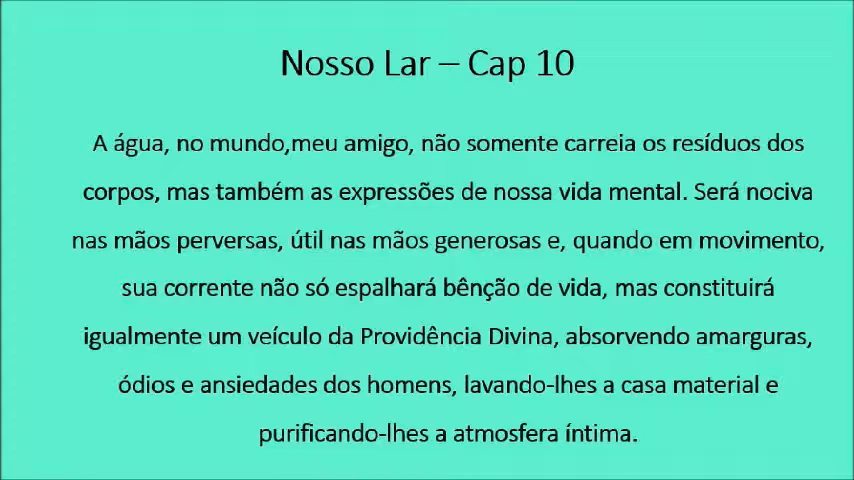 Nosso Lar – Cap 10
A água, no mundo,meu amigo, não somente carreia os resíduos dos
corpos, mas também as expressões de nossa vida mental. Será nociva
nas mãos perversas, útil nas mãos generosas e, quando em movimento,
sua corrente não só espalhará bênção de vida, mas constituirá
igualmente um veículo da Providência Divina, absorvendo amarguras,
ódios e ansiedades dos homens, lavando-lhes a casa material e
purificando-lhes a atmosfera íntima.